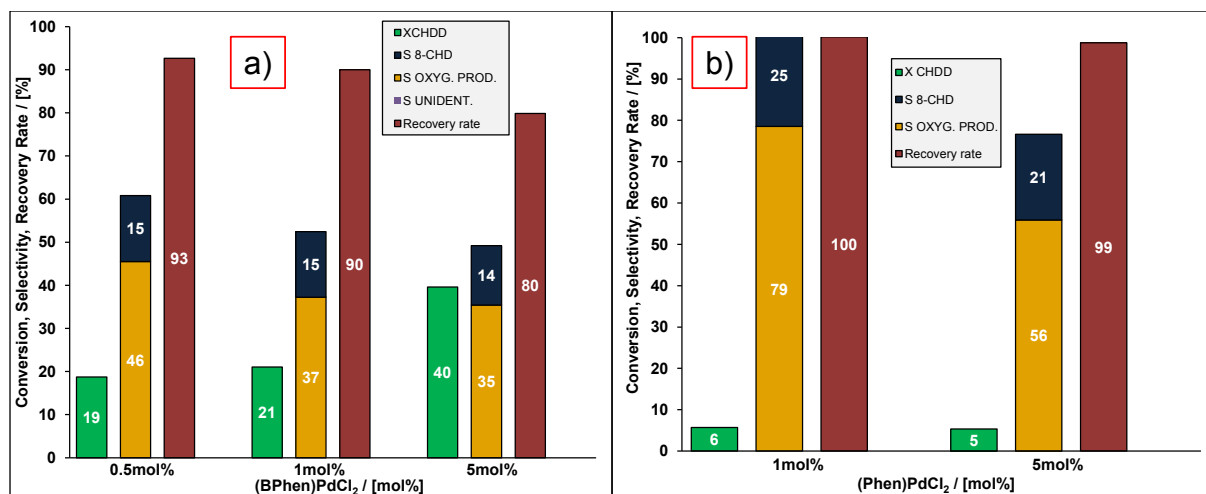 a)
XCHDD
S 8-CHD
S OXYG. PROD.
S UNIDENT.
Recovery rate
Conversion, Selectivity, Recovery Rate / [%]
100
90
80
70
60
50
40
30
20
10
0
19
46
15
93
21
37
15
90
40
35
14
80
0.5mol% 1mol% 5mol%
(BPhen)PdCl₂ / [mol%]
b)
X CHDD
S 8-CHD
S OXYG. PROD.
Recovery rate
Conversion, Selectivity, Recovery Rate / [%]
100
90
80
70
60
50
40
30
20
10
0
6
79
25
100
5
56
21
99
1mol% 5mol%
(Phen)PdCl₂ / [mol%]